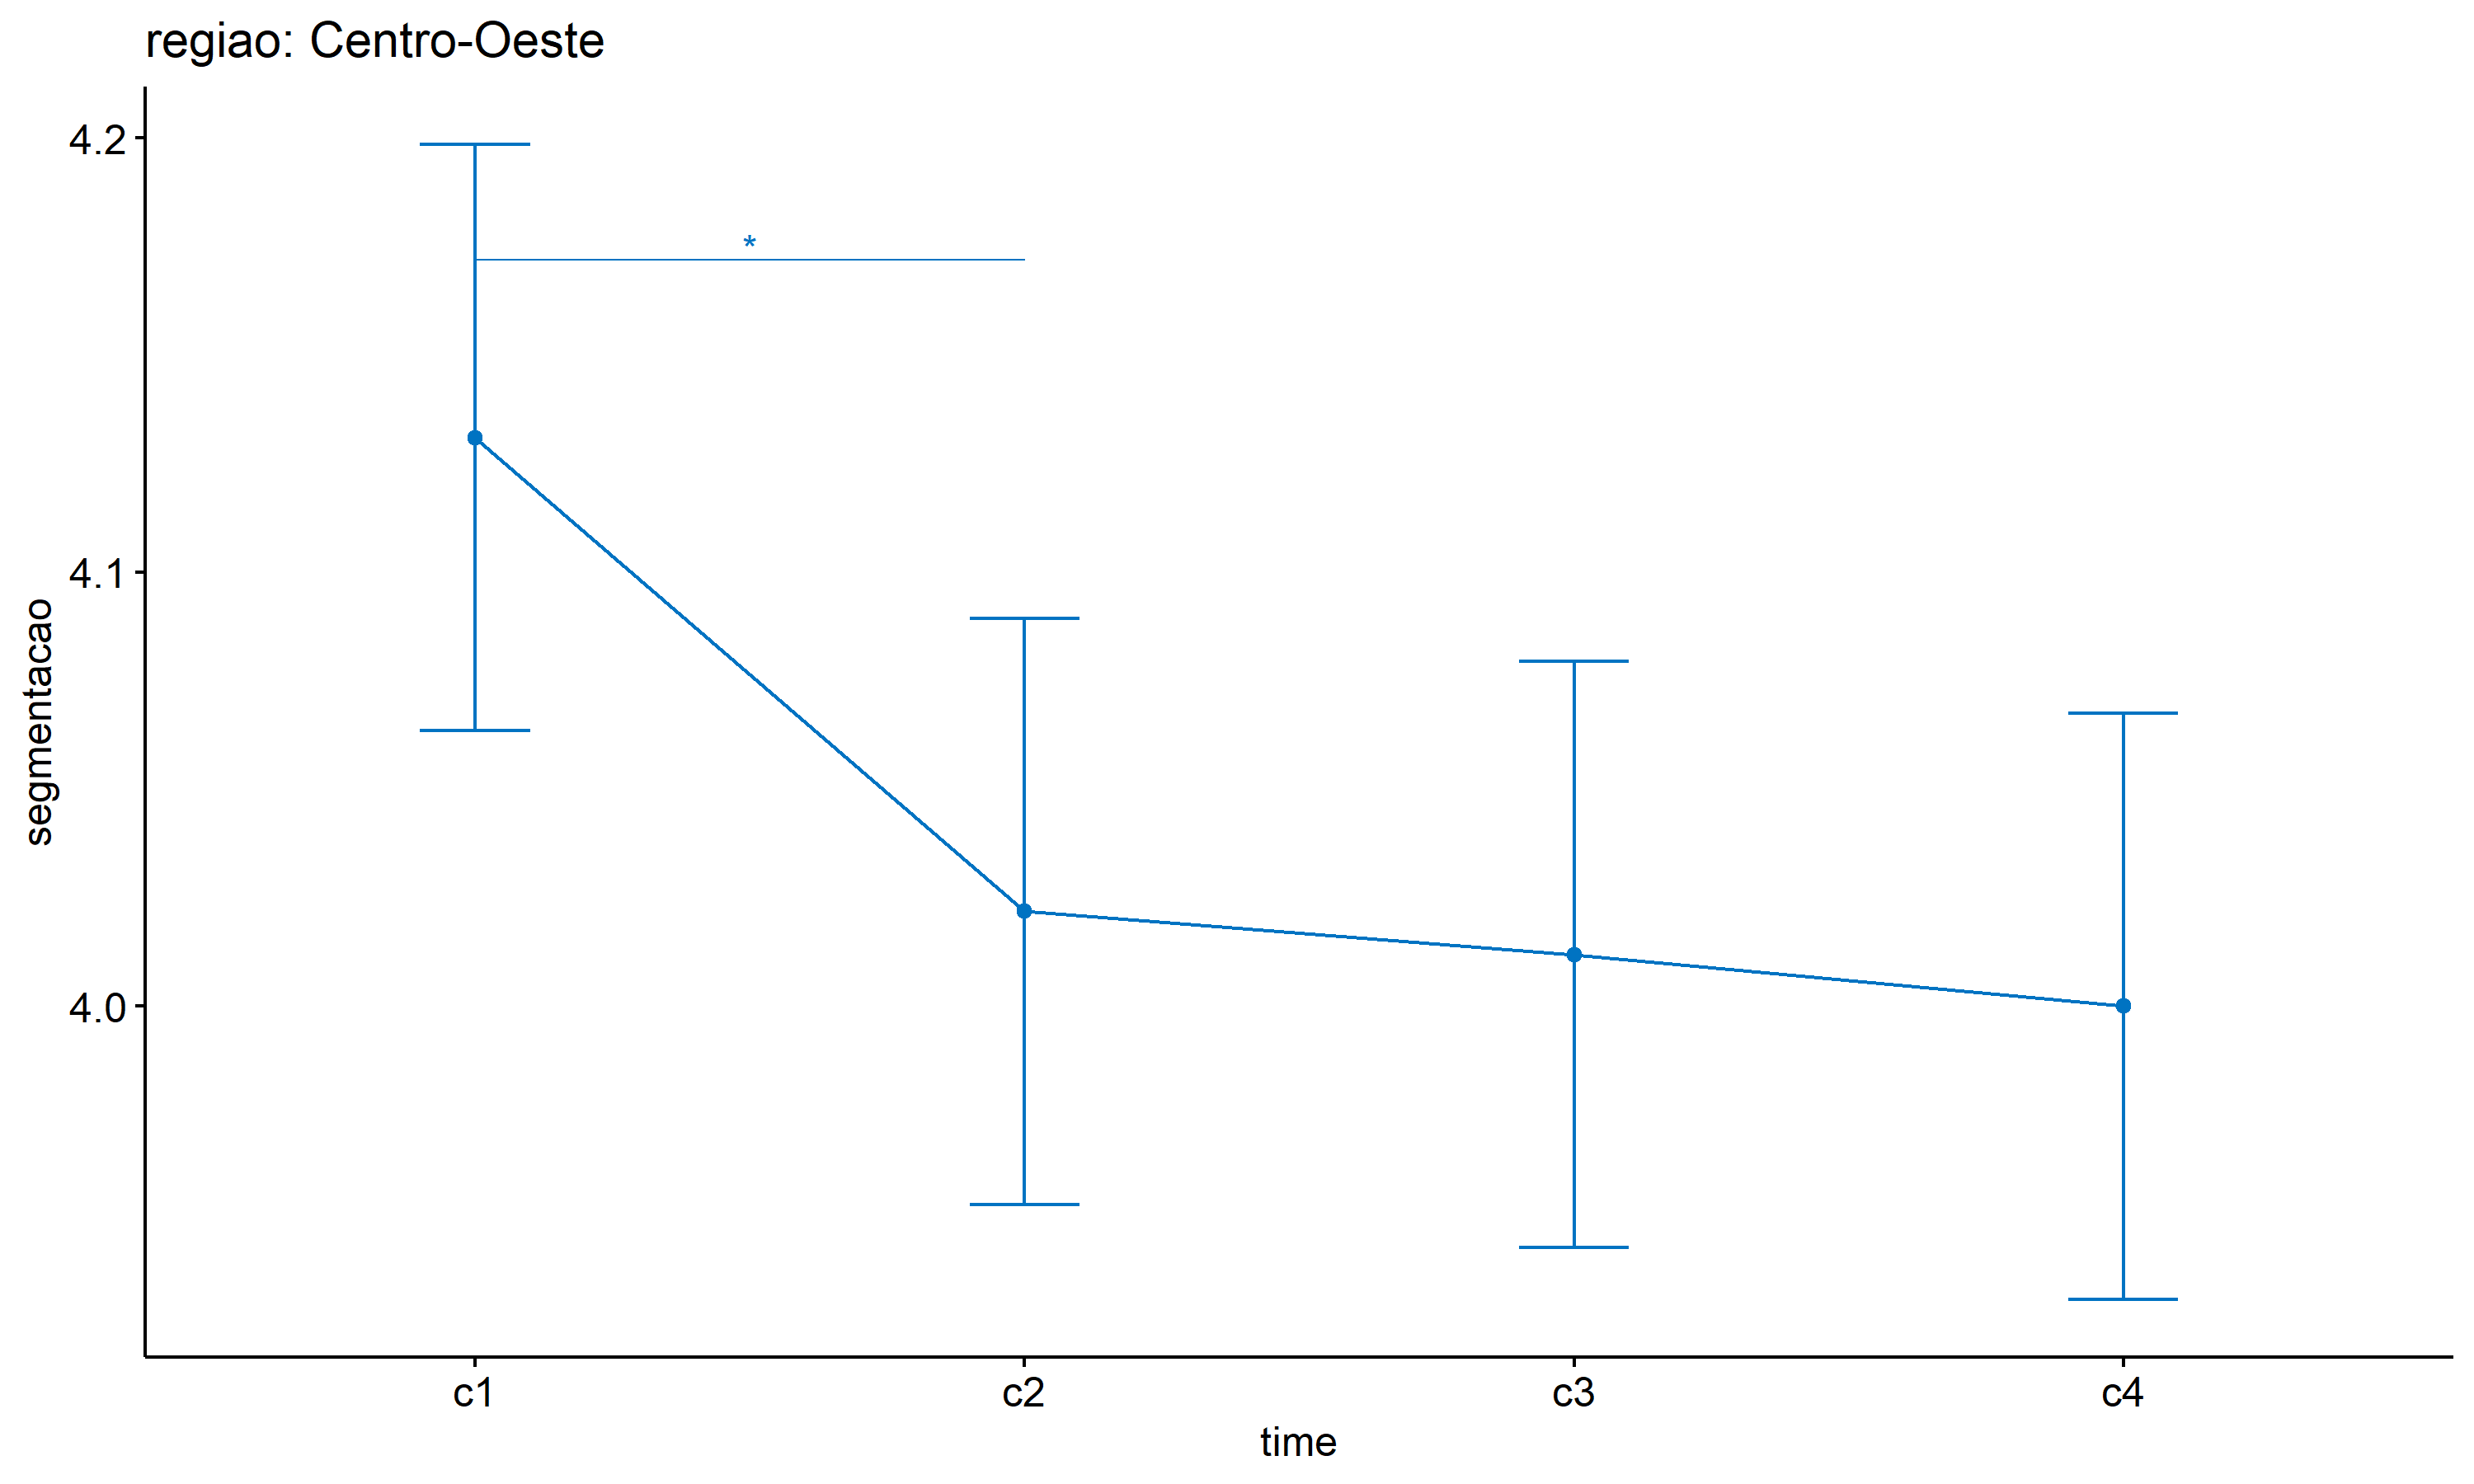 regiao: Centro-Oeste
4.2
*
4.1
4.0
segmentacao
c1 c2 c3 c4
time